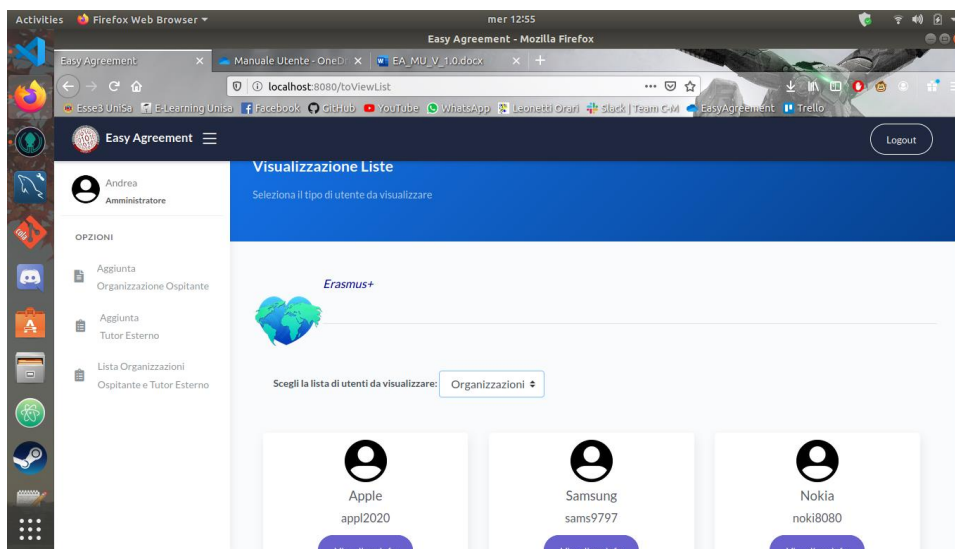 Activities Firefox Web Browser mer 12:55
Easy Agreement - Mozilla Firefox
Easy Agreement Manuale Utente - OneD EA_MU_V_1.0.docx
localhost:8080/toViewList
Esse3 UniSa E-Learning Unisa Facebook GitHub YouTube WhatsApp Leonetti Orari Slack | Team C-M EasyAgreement Trello
Easy Agreement Logout
Andrea
Amministratore
OPZIONI
Aggiunta
Organizzazione Ospitante
Aggiunta
Tutor Esterno
Lista Organizzazioni
Ospitante e Tutor Esterno
Visualizzazione Liste
Seleziona il tipo di utente da visualizzare
Erasmus+
Scegli la lista di utenti da visualizzare: Organizzazioni
Apple Samsung Nokia
appl2020 sams9797 noki8080